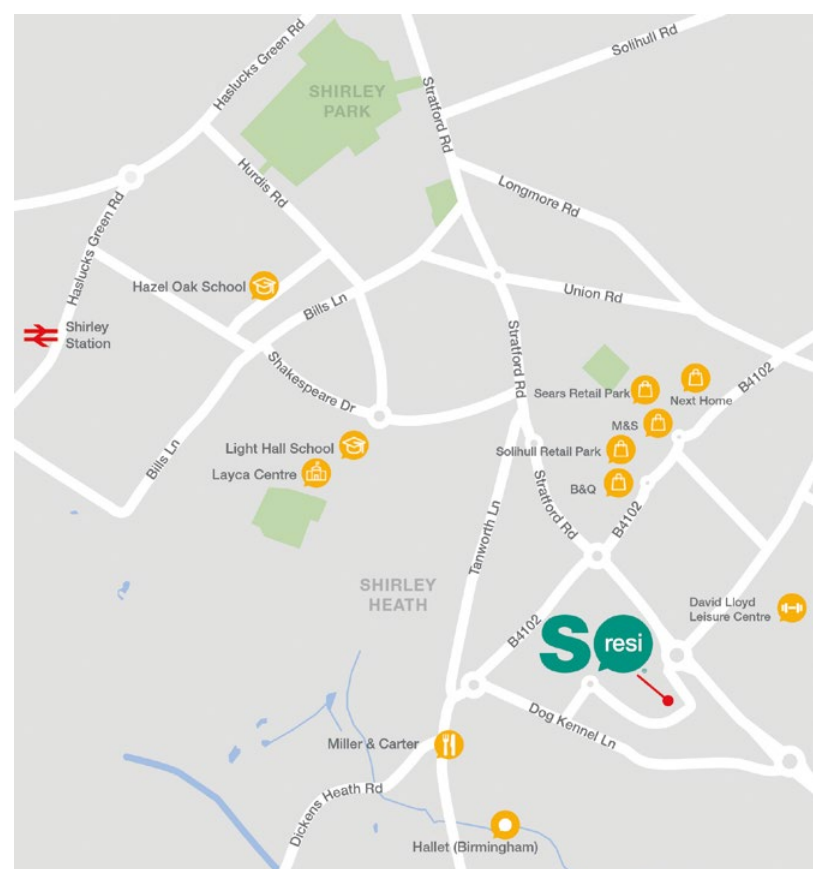 Solihull Rd
Haslucks Green Rd
SHIRLEY
PARK
Stratford Rd
Hurdis Rd
Longmore Rd
Haslucks Green Rd
Hazel Oak School
Union Rd
Bills Ln
Shirley
Station
Stratford Rd
Shakespeare Dr
B4102
Sears Retail Park
Next Home
M&S
Light Hall School
Solihull Retail Park
Bills Ln
Layca Centre
B&Q
Stratford Rd
B4102
Tanworth Ln
SHIRLEY
HEATH
David Lloyd
Leisure Centre
B4102
S resi
Dog Kennel Ln
Miller & Carter
Dickens Heath Rd
Hallet (Birmingham)